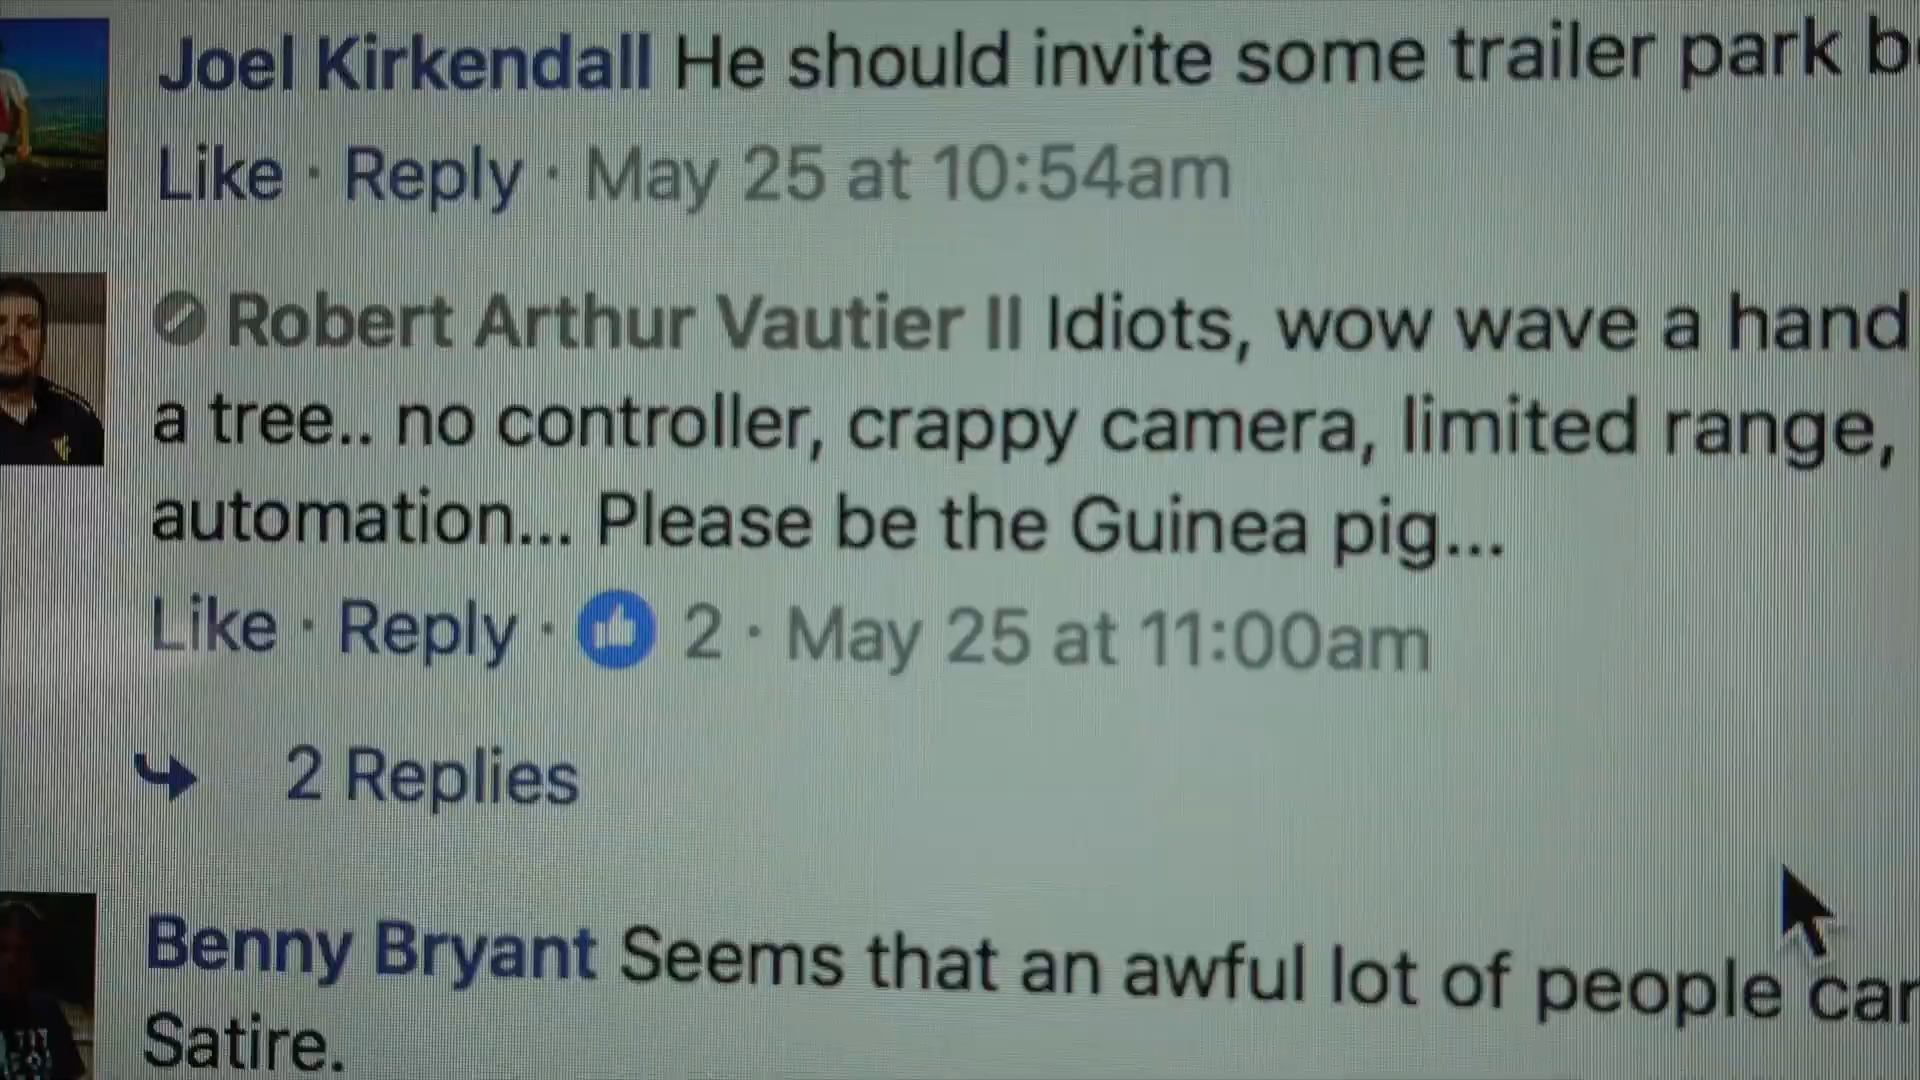 Joel Kirkendall He should invite some trailer park
Like · Reply · May 25 at 10:54am
Robert Arthur Vautier II Idiots, wow wave a hand
a tree.. no controller, crappy camera, limited range,
automation... Please be the Guinea pig...
Like · Reply · 2 · May 25 at 11:00am
2 Replies
Benny Bryant Seems that an awful lot of people
Satire.